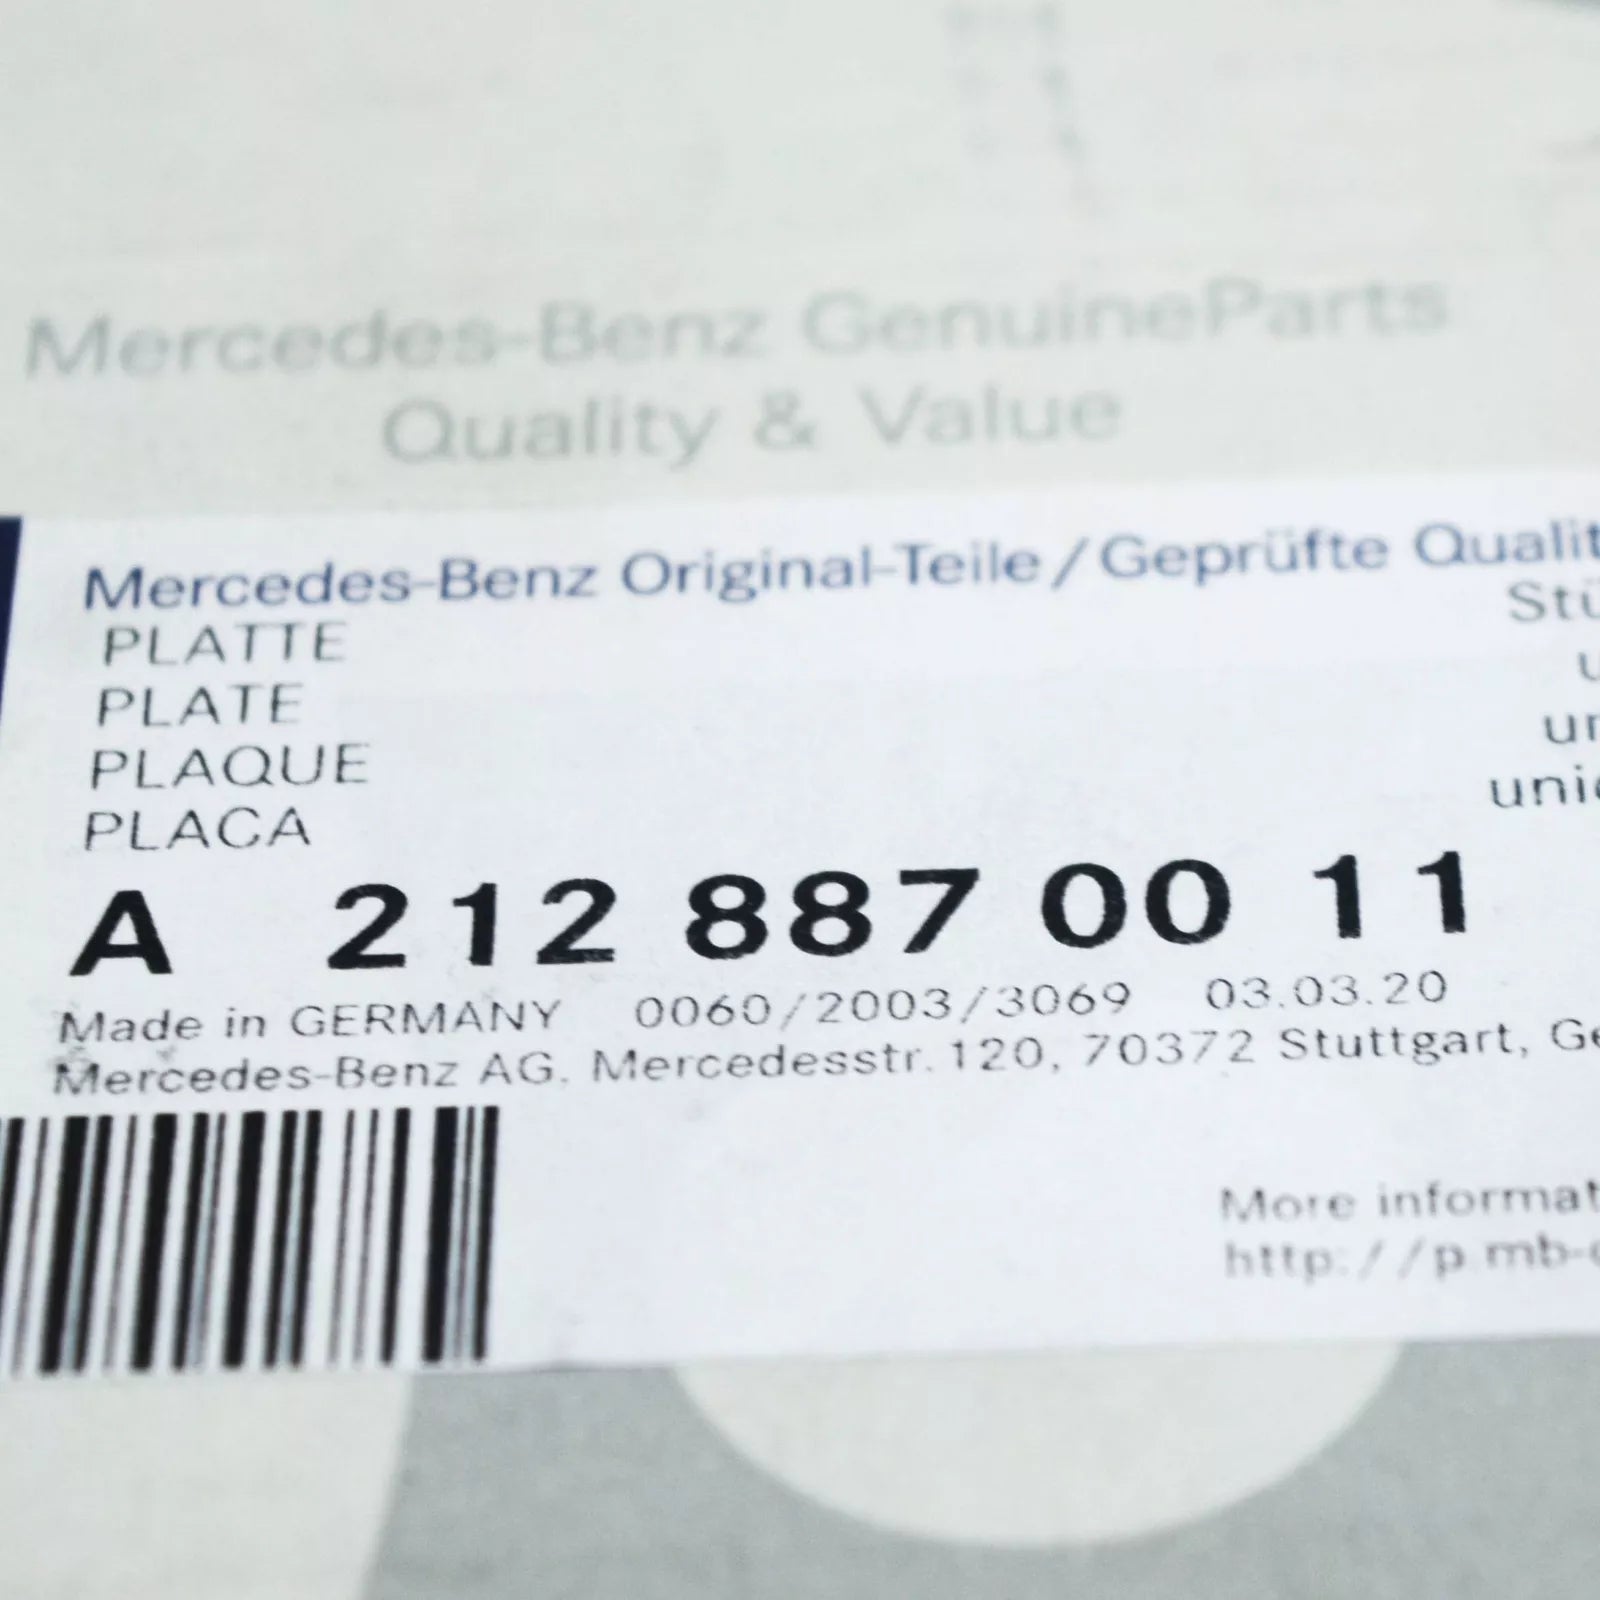 Mercedes-Benz GenuineParts
Quality & Value
Mercedes-Benz Original-Teile/Geprüfte Qualit
Stü
PLATTE
PLATE
PLAQUE
PLACA
unic
A 212 887 00 11
Made in GERMANY 0060/2003/3069 03.03.20
Mercedes-Benz AG, Mercedesstr.120, 70372 Stuttgart, Ge
More informat
http://p.mb-